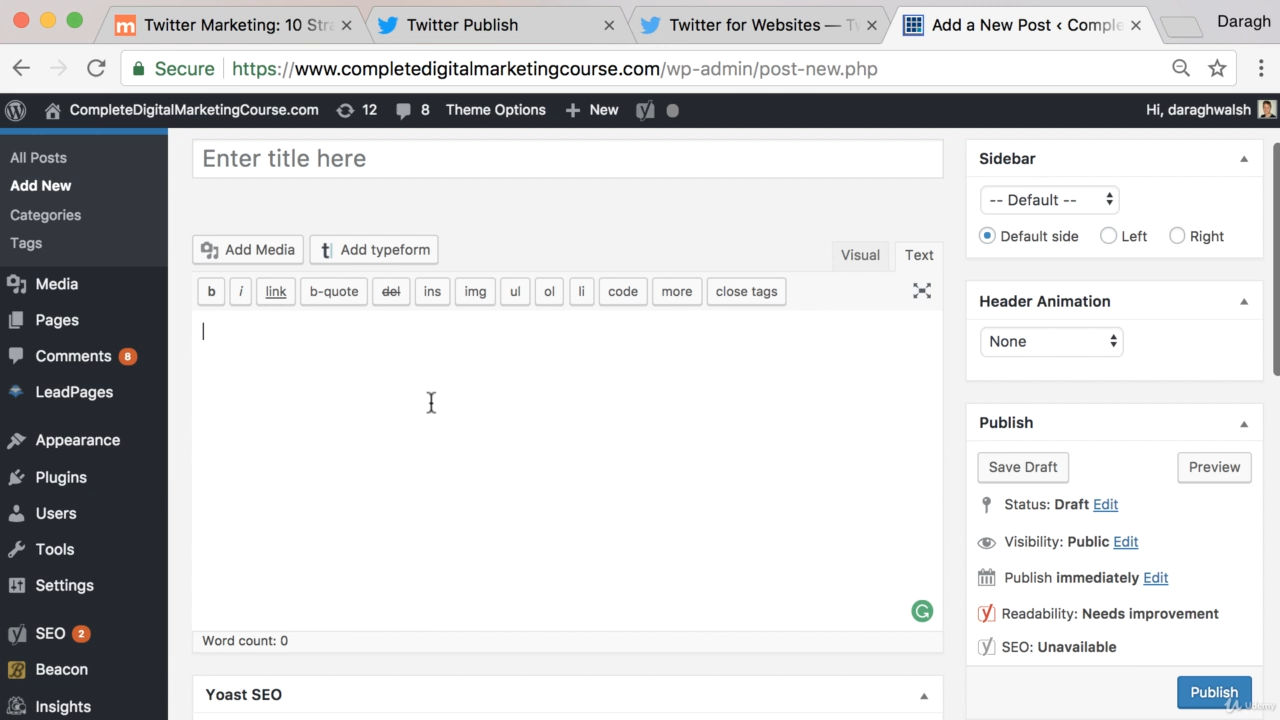 Twitter Marketing: 10 Stra
Twitter Publish
Twitter for Websites — Tw
Add a New Post ‹ Comple
Daragh
Secure
https://www.completedigitalmarketingcourse.com/wp-admin/post-new.php
CompleteDigitalMarketingCourse.com
12
8
Theme Options
New
Hi, daraghwalsh
All Posts
Add New
Categories
Tags
Media
Pages
Comments 8
LeadPages
Appearance
Plugins
Users
Tools
Settings
SEO 2
Beacon
Insights
Enter title here
Add Media
Add typeform
Visual
Text
b
i
link
b-quote
del
ins
img
ul
ol
li
code
more
close tags
Word count: 0
Yoast SEO
Sidebar
-- Default --
Default side
Left
Right
Header Animation
None
Publish
Save Draft
Preview
Status: Draft Edit
Visibility: Public Edit
Publish immediately Edit
Readability: Needs improvement
SEO: Unavailable
Publish
Udemy